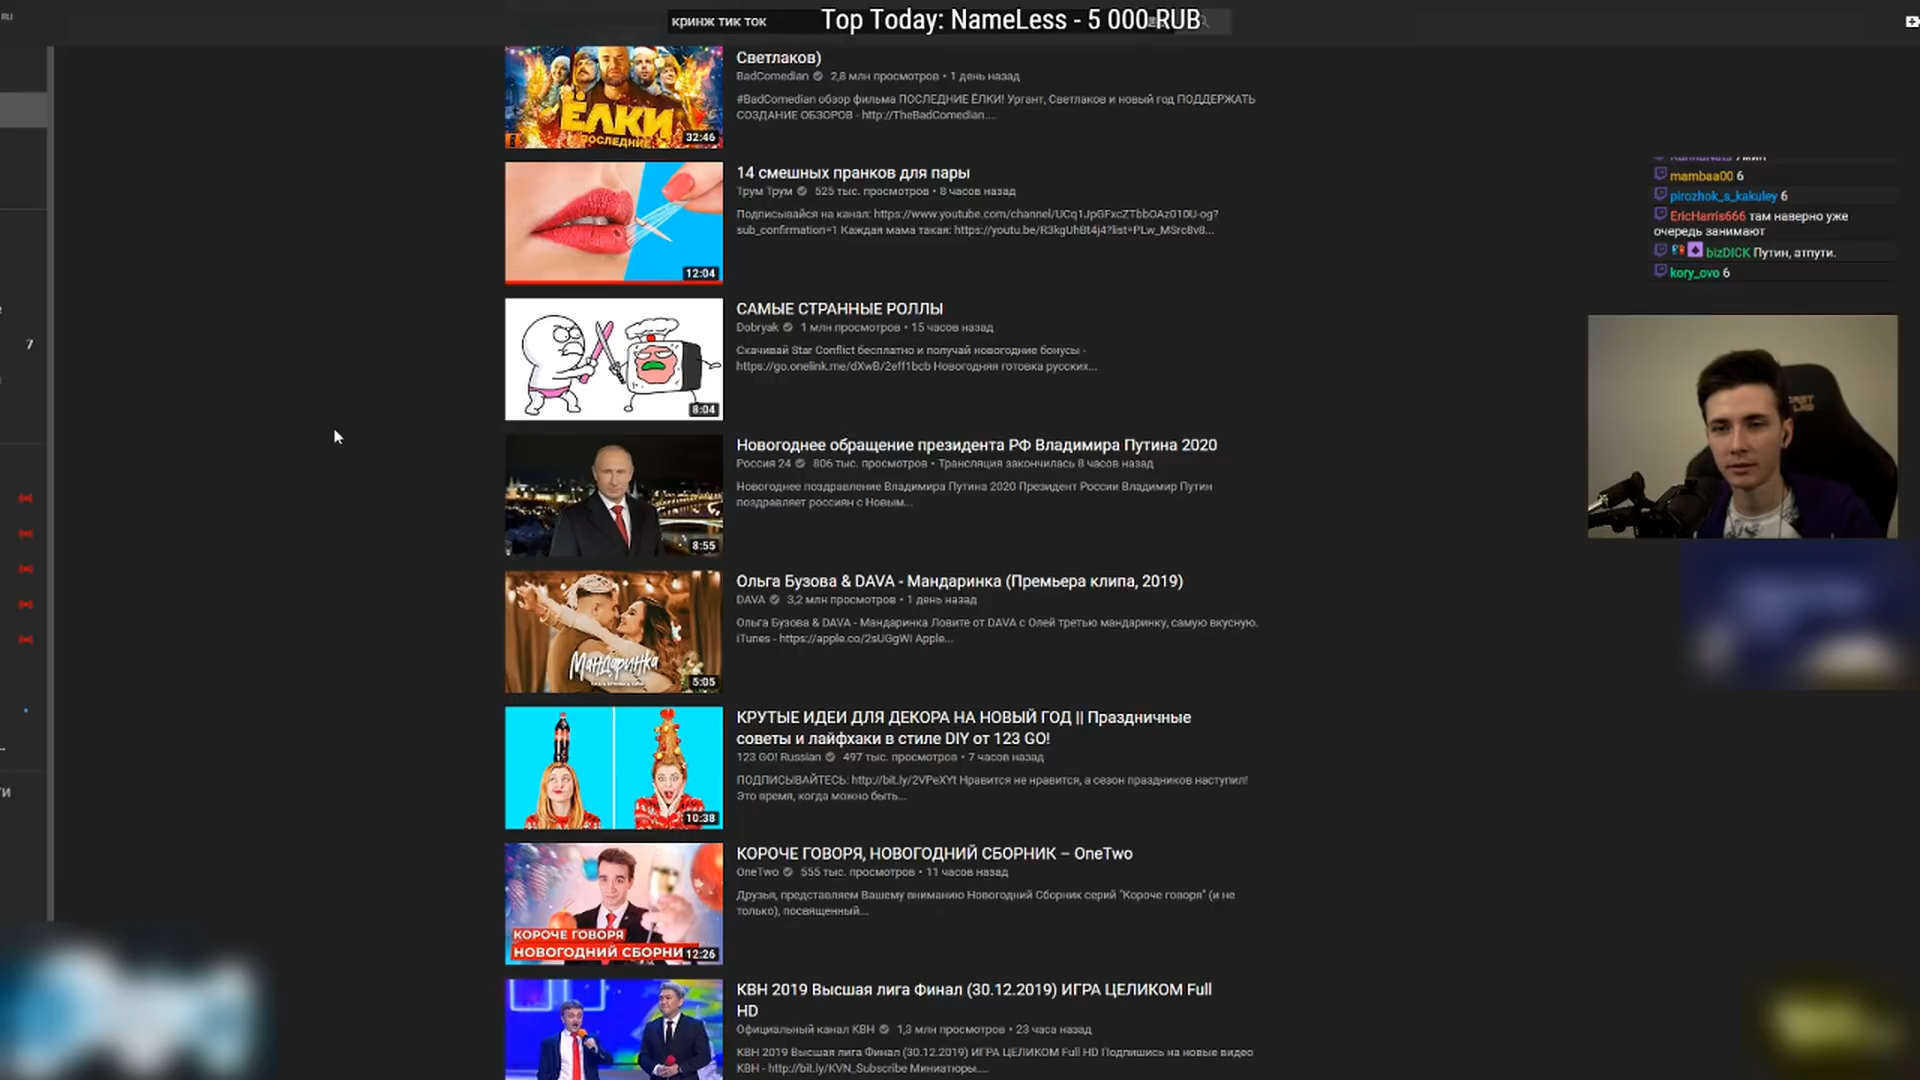 RU
кринж тик ток
Top Today: NameLess - 5 000 RUB
Светлаков)
BadComedian 2,8 млн просмотров • 1 день назад
#BadComedian обзор фильма ПОСЛЕДНИЕ ЁЛКИ! Ургант, Светлаков и новый год ПОДДЕРЖАТЬ
СОЗДАНИЕ ОБЗОРОВ - http://TheBadComedian....
ЁЛКИ
ПОСЛЕДНИЕ
32:46
14 смешных пранков для пары
Трум Трум 525 тыс. просмотров • 8 часов назад
Подписывайся на канал: https://www.youtube.com/channel/UCq1JpGFxcZTbbOAz010U-og?
sub_confirmation=1 Каждая мама такая: https://youtu.be/R3kgUhBt4j4?list=PLw_MSrc8v8...
12:04
САМЫЕ СТРАННЫЕ РОЛЛЫ
Dobryak 1 млн просмотров • 15 часов назад
Скачивай Star Conflict бесплатно и получай новогодние бонусы -
https://go.onelink.me/dXwB/2eff1bcb Новогодняя готовка русских...
8:04
Новогоднее обращение президента РФ Владимира Путина 2020
Россия 24 806 тыс. просмотров • Трансляция закончилась 8 часов назад
Новогоднее поздравление Владимира Путина 2020 Президент России Владимир Путин
поздравляет россиян с Новым...
8:55
Ольга Бузова & DAVA - Мандаринка (Премьера клипа, 2019)
DAVA 3,2 млн просмотров • 1 день назад
Ольга Бузова & DAVA - Мандаринка Ловите от DAVA с Олей третью мандаринку, самую вкусную.
iTunes - https://apple.co/2sUGgWI Apple...
Мандаринка
5:05
КРУТЫЕ ИДЕИ ДЛЯ ДЕКОРА НА НОВЫЙ ГОД || Праздничные
советы и лайфхаки в стиле DIY от 123 GO!
123 GO! Russian 497 тыс. просмотров • 7 часов назад
ПОДПИСЫВАЙТЕСЬ: http://bit.ly/2VPeXYt Нравится не нравится, а сезон праздников наступил!
Это время, когда можно быть...
10:38
КОРОЧЕ ГОВОРЯ, НОВОГОДНИЙ СБОРНИК – OneTwo
OneTwo 555 тыс. просмотров • 11 часов назад
Друзья, представляем Вашему вниманию Новогодний Сборник серий "Короче говоря" (и не
только), посвященный...
КОРОЧЕ ГОВОРЯ
НОВОГОДНИЙ СБОРНИ
12:26
КВН 2019 Высшая лига Финал (30.12.2019) ИГРА ЦЕЛИКОМ Full
HD
Официальный канал КВН 1,3 млн просмотров • 23 часа назад
КВН 2019 Высшая лига Финал (30.12.2019) ИГРА ЦЕЛИКОМ Full HD Подпишись на новые видео
КВН - http://bit.ly/KVN_Subscribe Миниатюры....
7
ти
mambaa00 6
pirozhok_s_kakuley 6
EricHarris666 там наверно уже
очередь занимают
bizDICK Путин, атпути.
kory_ovo 6